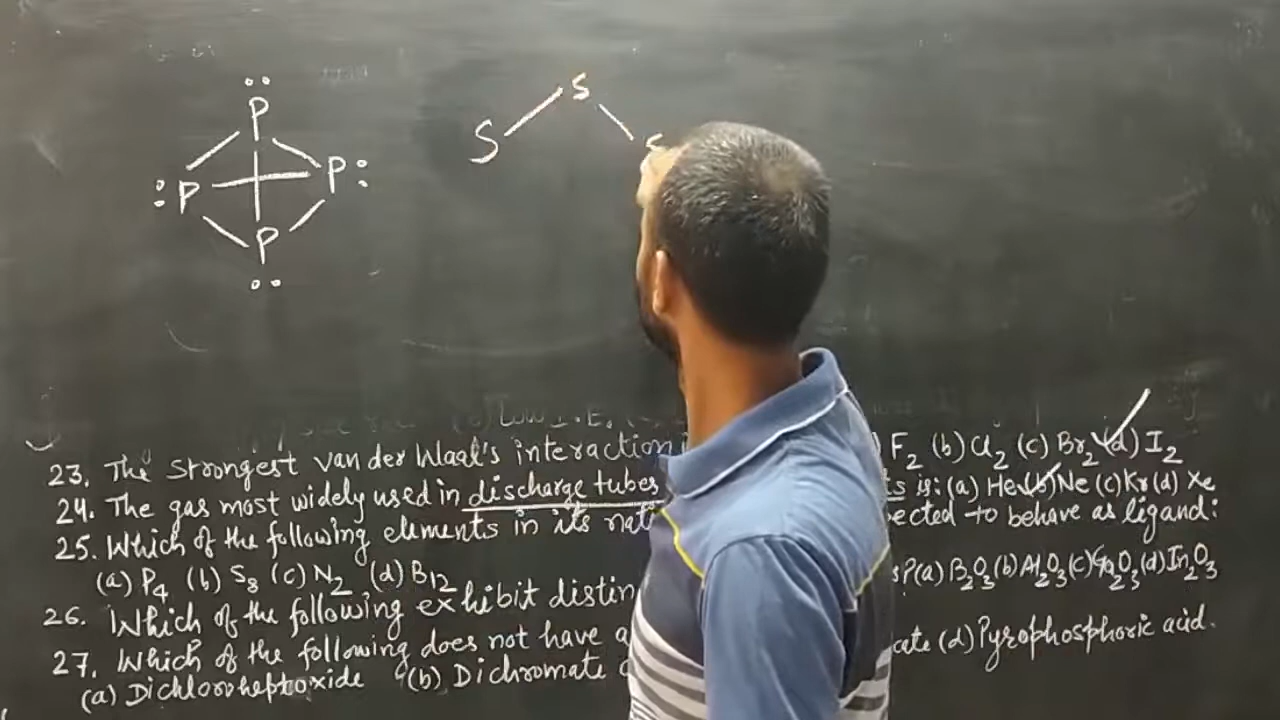 P
P P
P
S
S
S
23. The Strongest van der Waal's interaction F₂ (b) Cl₂ (c) Br₂ (d) I₂
24. The gas most widely used in discharge tubes ts is: (a) He (b) Ne (c) Kr (d) Xe
25. Which of the following elements in its nat ected to behave as ligand:
(a) P₄ (b) S₈ (c) N₂ (d) B₁₂
26. Which of the following exhibit distin s? (a) B₂O₃ (b) Al₂O₃ (c) Ga₂O₃ (d) In₂O₃
27. Which of the following does not have a
(a) Dichloroheptoxide (b) Dichromate cate (d) Pyrophosphoric acid.